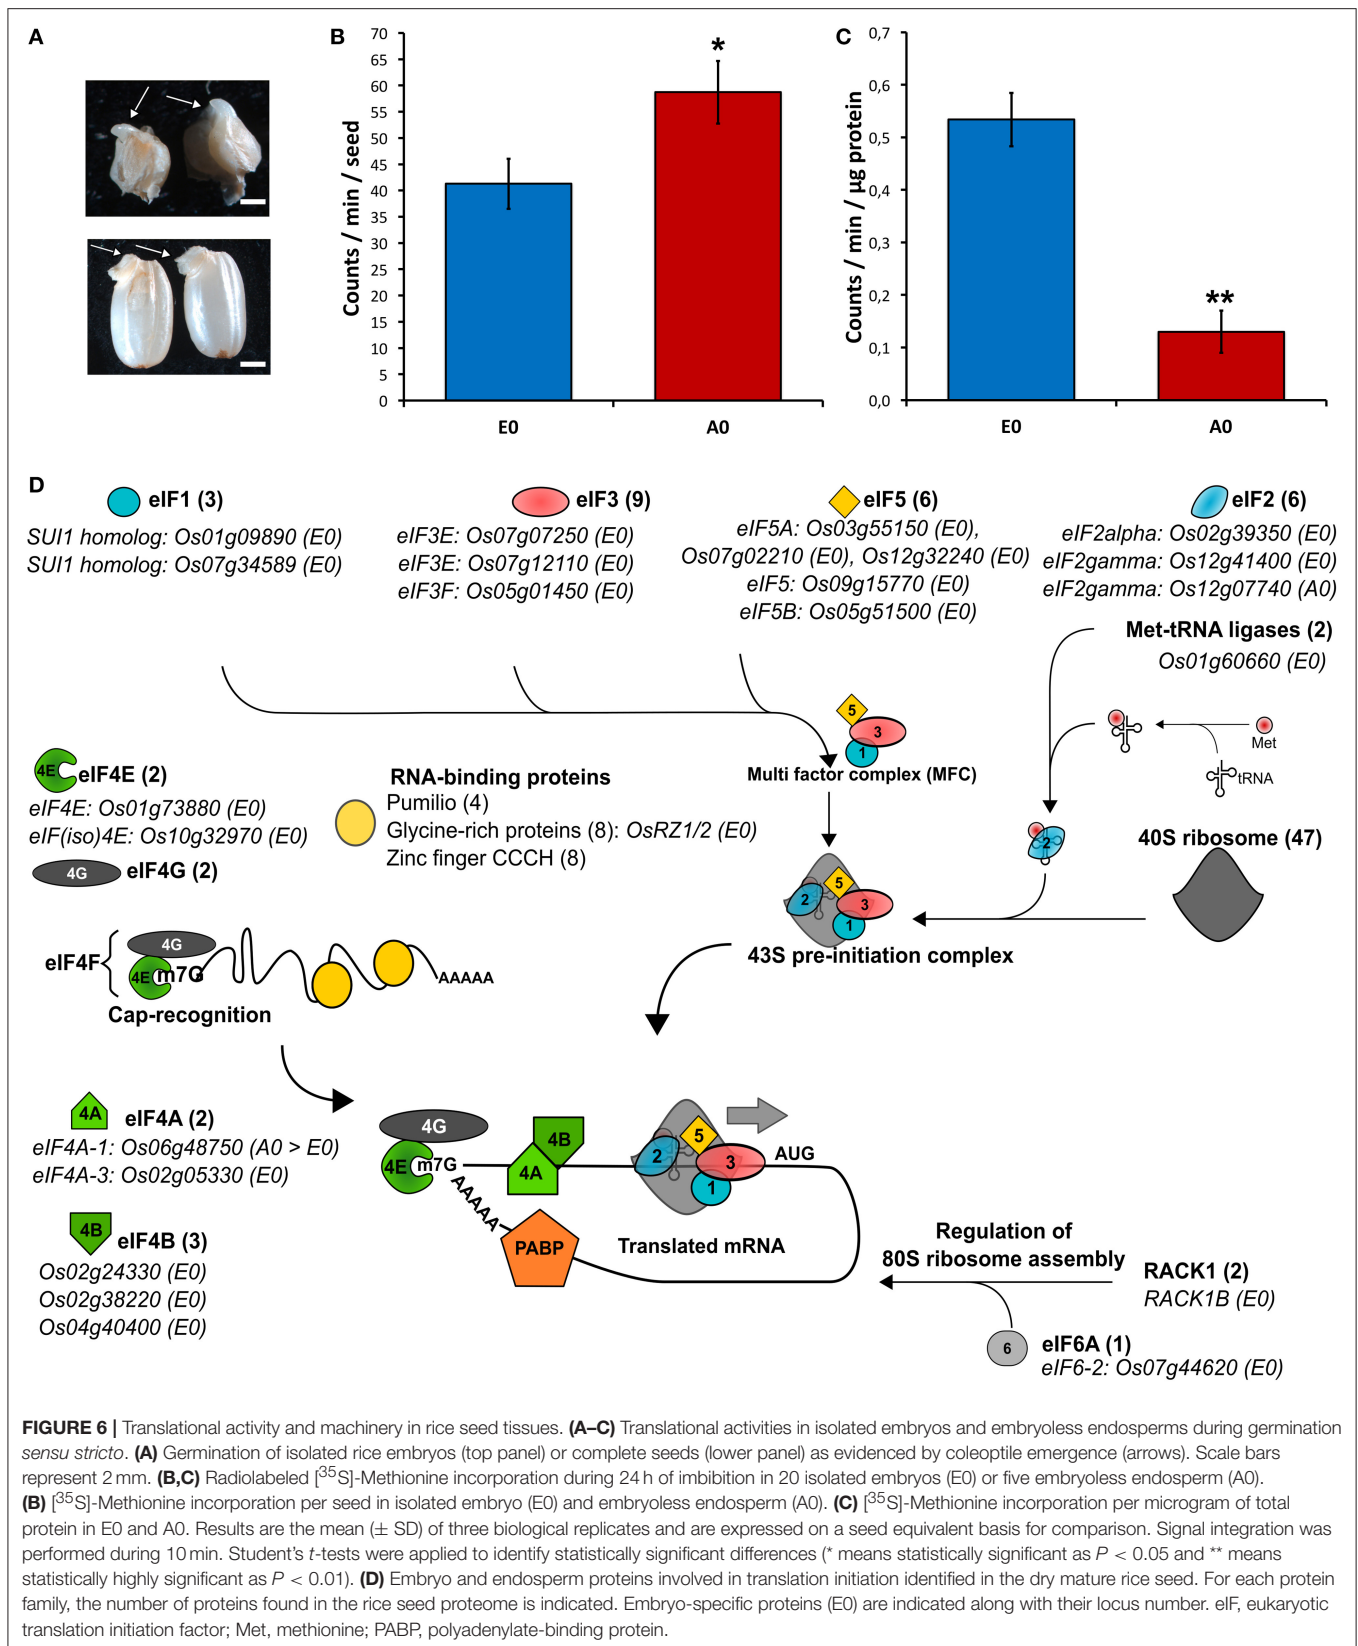 A
B
70
65
60
55
50
45
40
35
30
25
20
15
10
5
0
Counts / min / seed
*
E0
A0
C
0,7
0,6
0,5
0,4
0,3
0,2
0,1
0,0
Counts / min / µg protein
**
E0
A0
D
eIF1 (3)
SUI1 homolog: Os01g09890 (E0)
SUI1 homolog: Os07g34589 (E0)
eIF3 (9)
eIF3E: Os07g07250 (E0)
eIF3E: Os07g12110 (E0)
eIF3F: Os05g01450 (E0)
eIF5 (6)
eIF5A: Os03g55150 (E0),
Os07g02210 (E0), Os12g32240 (E0)
eIF5: Os09g15770 (E0)
eIF5B: Os05g51500 (E0)
eIF2 (6)
eIF2alpha: Os02g39350 (E0)
eIF2gamma: Os12g41400 (E0)
eIF2gamma: Os12g07740 (A0)
Met-tRNA ligases (2)
Os01g60660 (E0)
Met
tRNA
5
3
1
Multi factor complex (MFC)
4E
eIF4E (2)
eIF4E: Os01g73880 (E0)
eIF(iso)4E: Os10g32970 (E0)
4G
eIF4G (2)
RNA-binding proteins
Pumilio (4)
Glycine-rich proteins (8): OsRZ1/2 (E0)
Zinc finger CCCH (8)
2
40S ribosome (47)
2
5
3
1
43S pre-initiation complex
eIF4F
4G
4E
m7G
AAAAA
Cap-recognition
4A
eIF4A (2)
eIF4A-1: Os06g48750 (A0 > E0)
eIF4A-3: Os02g05330 (E0)
4B
eIF4B (3)
Os02g24330 (E0)
Os02g38220 (E0)
Os04g40400 (E0)
4G
4E
m7G
4A
4B
2
5
3
1
AUG
AAAAA
PABP
Translated mRNA
Regulation of
80S ribosome assembly
RACK1 (2)
RACK1B (E0)
6
eIF6A (1)
eIF6-2: Os07g44620 (E0)
FIGURE 6 | Translational activity and machinery in rice seed tissues. (A–C) Translational activities in isolated embryos and embryoless endosperms during germination
sensu stricto. (A) Germination of isolated rice embryos (top panel) or complete seeds (lower panel) as evidenced by coleoptile emergence (arrows). Scale bars
represent 2 mm. (B,C) Radiolabeled [35S]-Methionine incorporation during 24 h of imbibition in 20 isolated embryos (E0) or five embryoless endosperm (A0).
(B) [35S]-Methionine incorporation per seed in isolated embryo (E0) and embryoless endosperm (A0). (C) [35S]-Methionine incorporation per microgram of total
protein in E0 and A0. Results are the mean (± SD) of three biological replicates and are expressed on a seed equivalent basis for comparison. Signal integration was
performed during 10 min. Student's t-tests were applied to identify statistically significant differences (* means statistically significant as P < 0.05 and ** means
statistically highly significant as P < 0.01). (D) Embryo and endosperm proteins involved in translation initiation identified in the dry mature rice seed. For each protein
family, the number of proteins found in the rice seed proteome is indicated. Embryo-specific proteins (E0) are indicated along with their locus number. eIF, eukaryotic
translation initiation factor; Met, methionine; PABP, polyadenylate-binding protein.